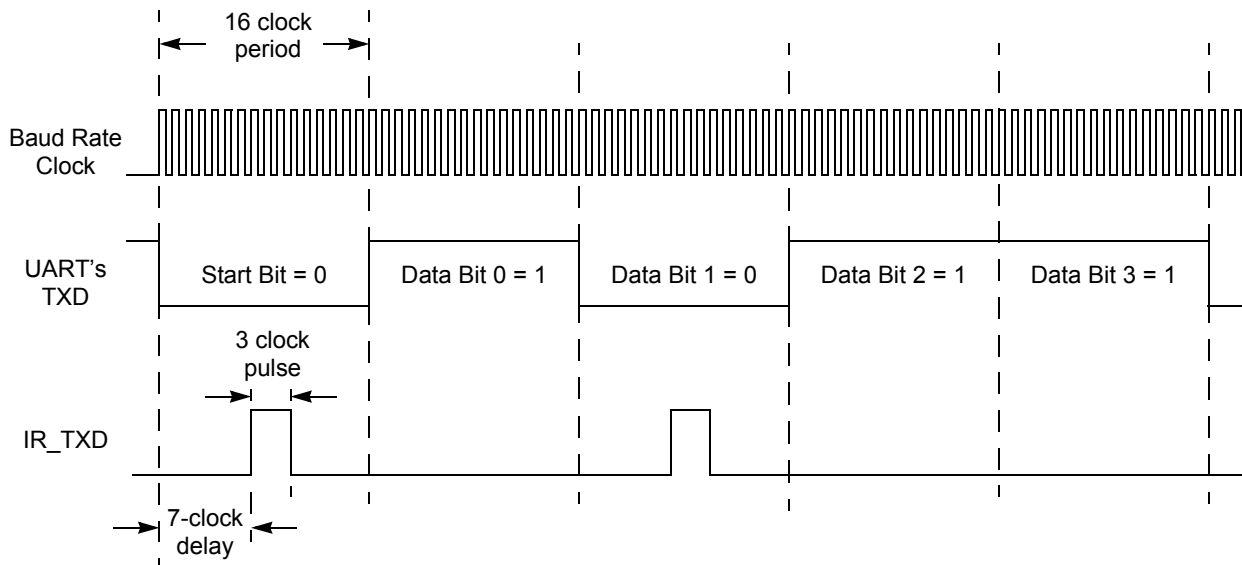 16 clock
period
Baud Rate
Clock
UART's
TXD
Start Bit = 0
Data Bit 0 = 1
Data Bit 1 = 0
Data Bit 2 = 1
Data Bit 3 = 1
3 clock
pulse
IR_TXD
7-clock
delay